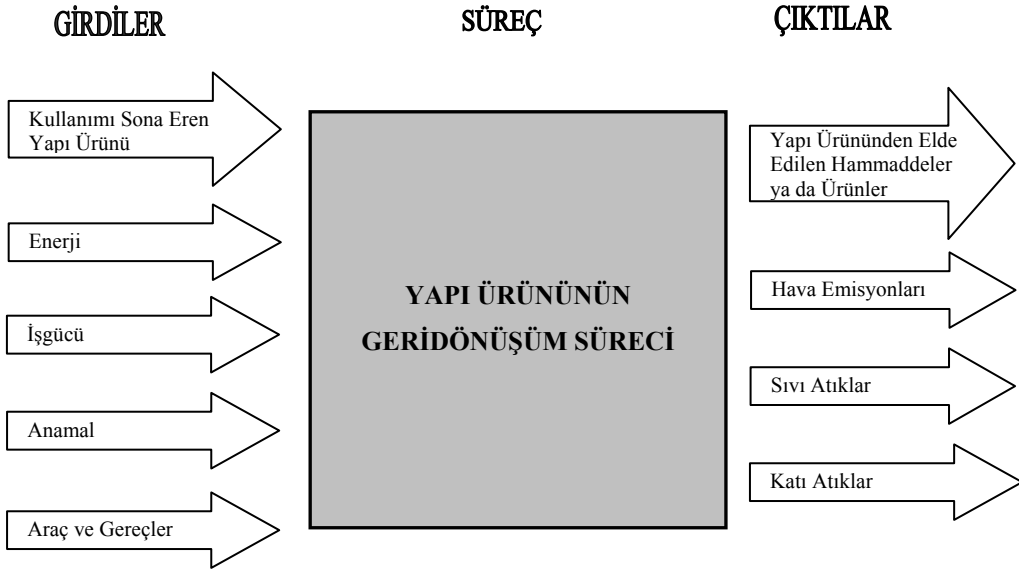 GİRDİLER
SÜREÇ
ÇIKTILAR
Kullanımı Sona Eren
Yapı Ürünü
Enerji
İşgücü
Anamal
Araç ve Gereçler
YAPI ÜRÜNÜNÜN
GERİDÖNÜŞÜM SÜRECİ
Yapı Ürününden Elde
Edilen Hammaddeler
ya da Ürünler
Hava Emisyonları
Sıvı Atıklar
Katı Atıklar